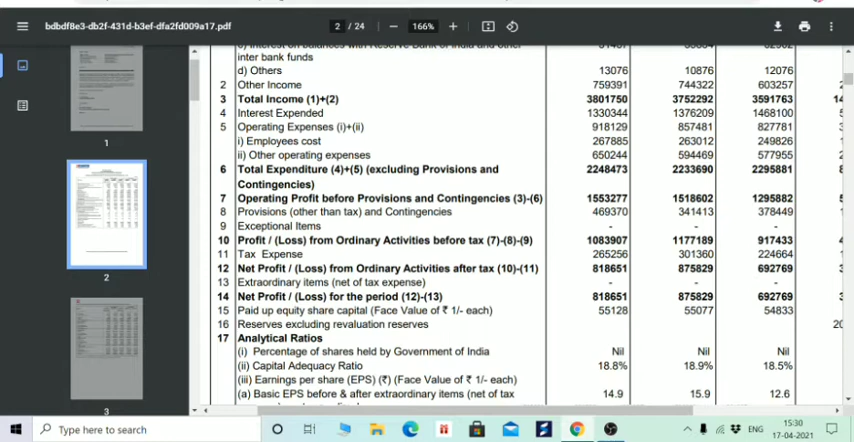 bdbdf8e3-db2f-431d-b3ef-dfa2fd009a17.pdf
2 / 24
166%
inter bank funds
d) Others 13076 10876 12076
2 Other Income 759391 744322 603257
3 Total Income (1)+(2) 3801750 3752292 3591763 14
4 Interest Expended 1330344 1376209 1468100
5 Operating Expenses (i)+(ii) 918129 857481 827781
i) Employees cost 267885 263012 249826
ii) Other operating expenses 650244 594469 577955
6 Total Expenditure (4)+(5) (excluding Provisions and 2248473 2233690 2295881
Contingencies)
7 Operating Profit before Provisions and Contingencies (3)-(6) 1553277 1518602 1295882
8 Provisions (other than tax) and Contingencies 469370 341413 378449
9 Exceptional Items - - -
10 Profit / (Loss) from Ordinary Activities before tax (7)-(8)-(9) 1083907 1177189 917433
11 Tax Expense 265256 301360 224664
12 Net Profit / (Loss) from Ordinary Activities after tax (10)-(11) 818651 875829 692769
13 Extraordinary items (net of tax expense) - - -
14 Net Profit / (Loss) for the period (12)-(13) 818651 875829 692769
15 Paid up equity share capital (Face Value of ₹ 1/- each) 55128 55077 54833
16 Reserves excluding revaluation reserves 20
17 Analytical Ratios
(i) Percentage of shares held by Government of India Nil Nil Nil
(ii) Capital Adequacy Ratio 18.8% 18.9% 18.5%
(iii) Earnings per share (EPS) (₹) (Face Value of ₹ 1/- each)
(a) Basic EPS before & after extraordinary items (net of tax 14.9 15.9 12.6
1
2
3
Type here to search
ENG
15:30
17-04-2021